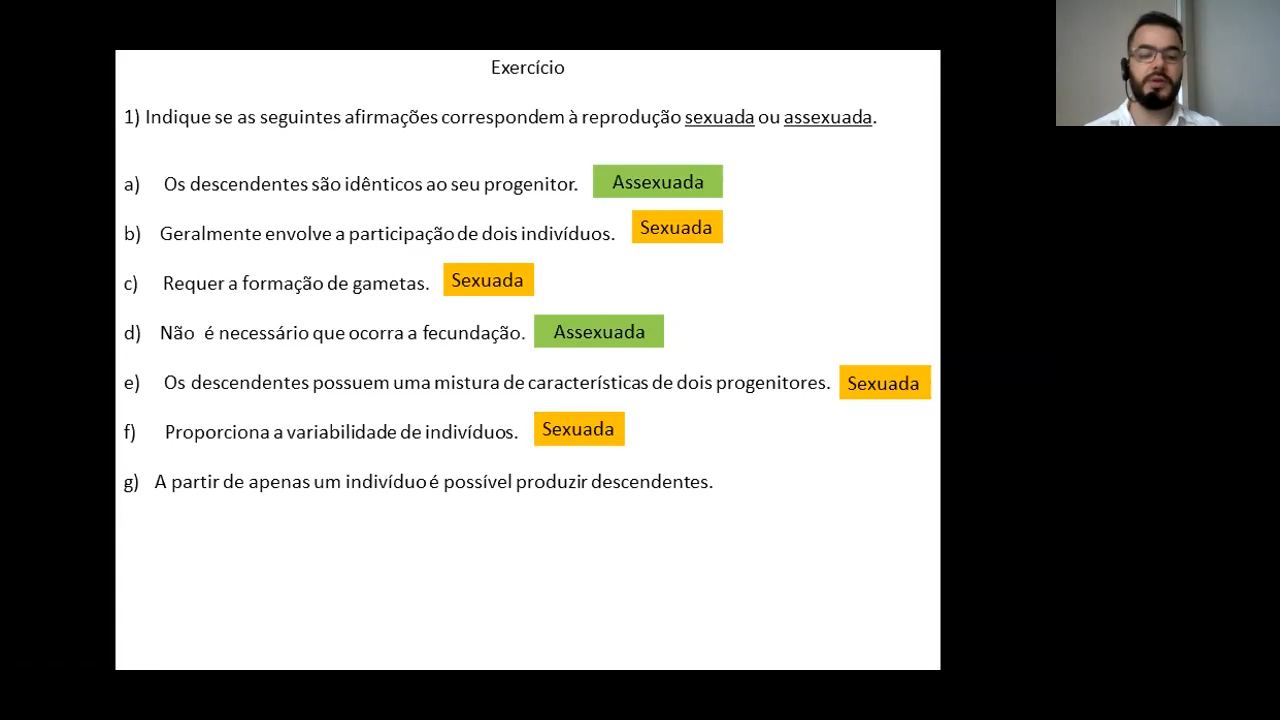 Exercício
1) Indique se as seguintes afirmações correspondem à reprodução sexuada ou assexuada.
a) Os descendentes são idênticos ao seu progenitor. Assexuada
b) Geralmente envolve a participação de dois indivíduos. Sexuada
c) Requer a formação de gametas. Sexuada
d) Não é necessário que ocorra a fecundação. Assexuada
e) Os descendentes possuem uma mistura de características de dois progenitores. Sexuada
f) Proporciona a variabilidade de indivíduos. Sexuada
g) A partir de apenas um indivíduo é possível produzir descendentes.